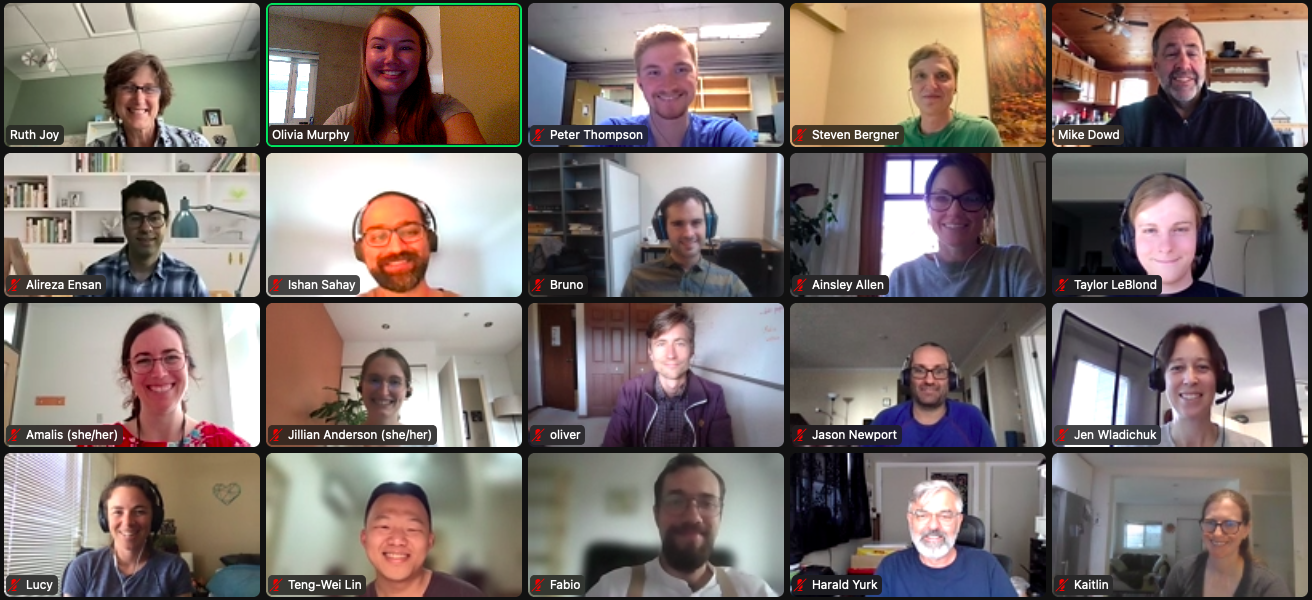 Ruth Joy
Olivia Murphy
Peter Thompson
Steven Bergner
Mike Dowd
Alireza Ensan
Ishan Sahay
Bruno
Ainsley Allen
Taylor LeBlond
Amalis (she/her)
Jillian Anderson (she/her)
oliver
Jason Newport
Jen Wladichuk
Lucy
Teng-Wei Lin
Fabio
Harald Yurk
Kaitlin